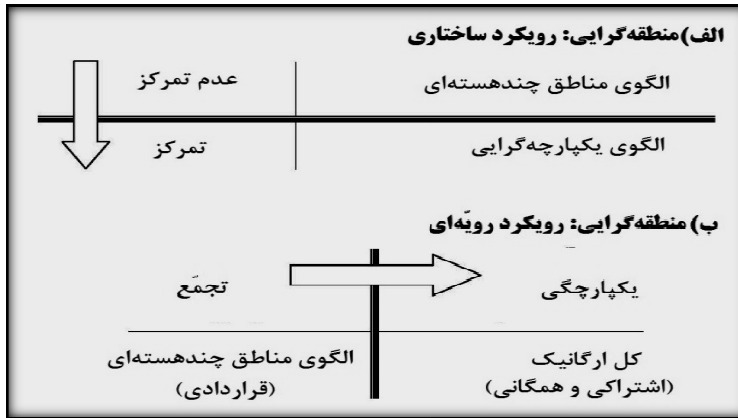 الف)منطقه‌گرایی: رویکرد ساختاری
الگوی مناطق چندهسته‌ای
عدم تمرکز
الگوی یکپارچه‌گرایی
تمرکز
ب)منطقه‌گرایی: رویکرد رویّه‌ای
یکپارچگی
تجمّع
کل ارگانیک
(اشتراکی و همگانی)
الگوی مناطق چندهسته‌ای
(قراردادی)